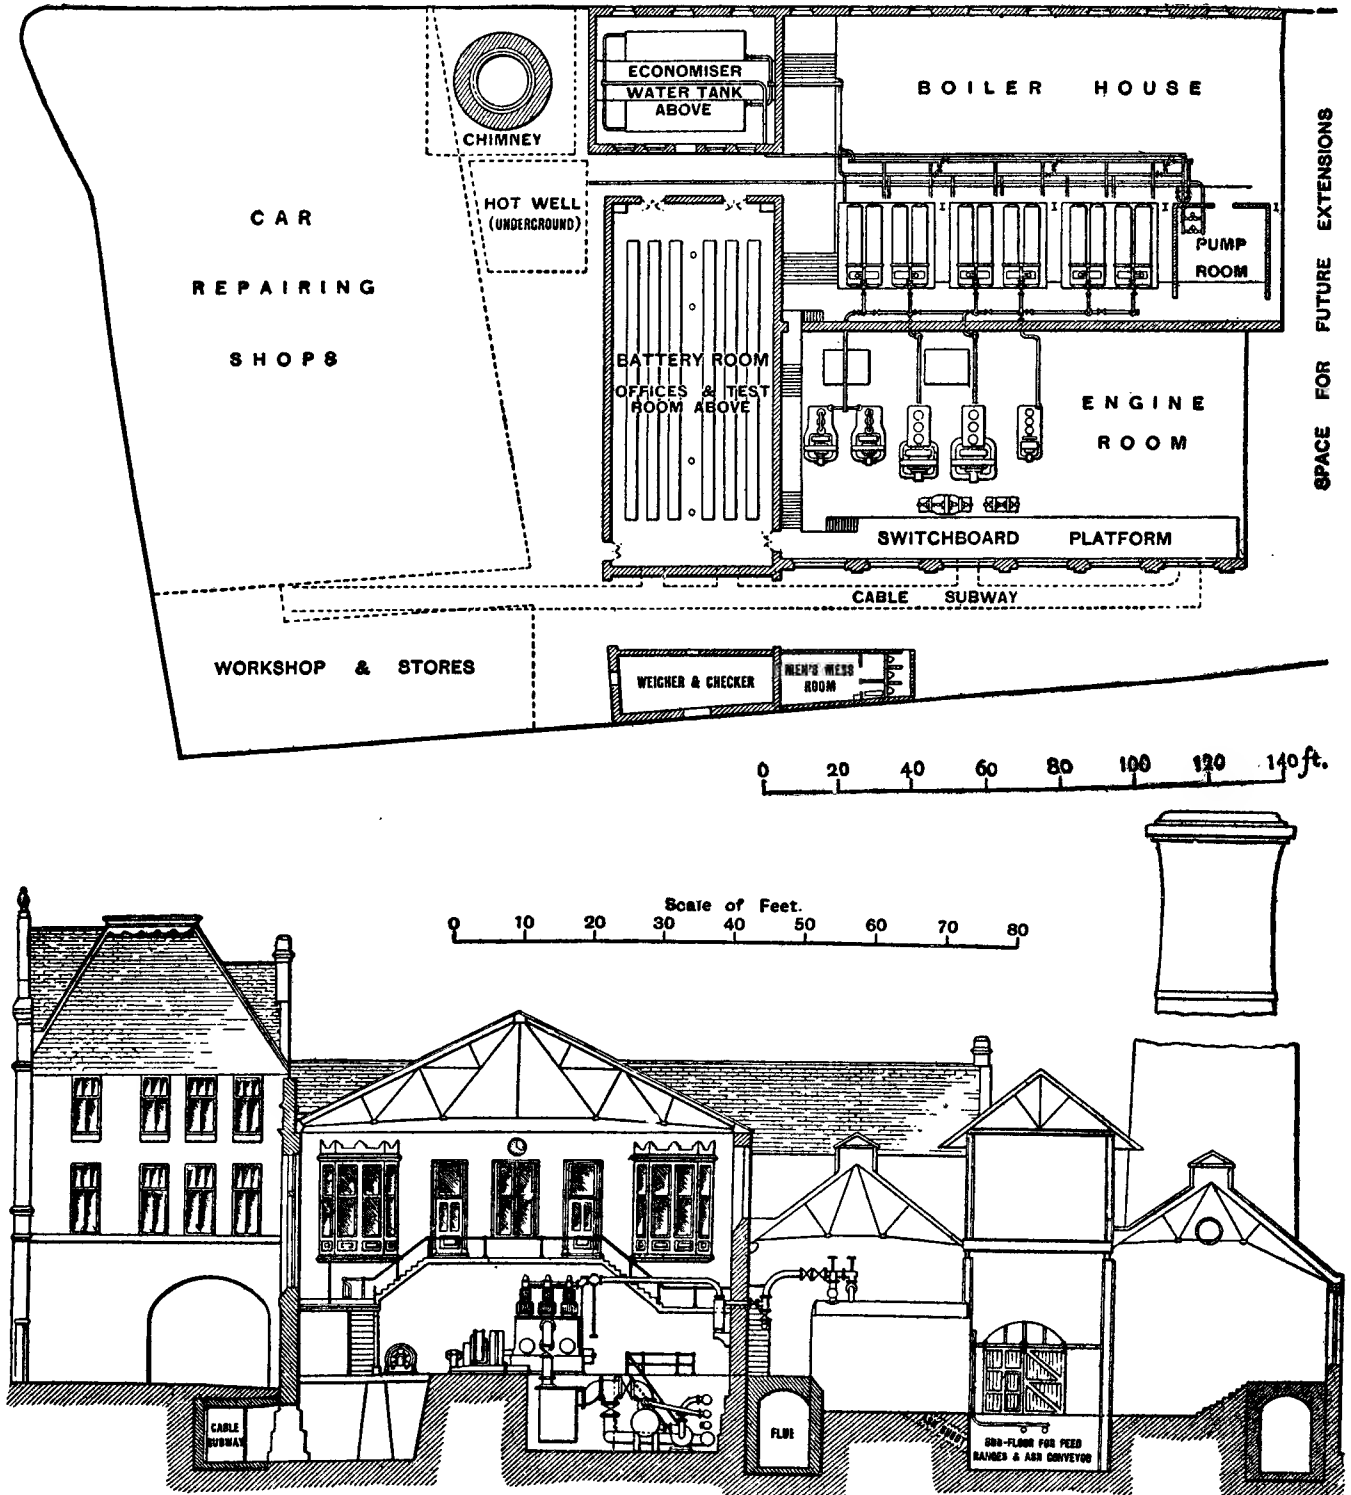 ECONOMISER
WATER TANK
ABOVE
BOILER HOUSE
CHIMNEY
HOT WELL
(UNDERGROUND)
CAR
REPAIRING
SHOPS
PUMP
ROOM
SPACE FOR FUTURE EXTENSIONS
BATTERY ROOM
OFFICES & TEST
ROOM ABOVE
ENGINE
ROOM
SWITCHBOARD PLATFORM
CABLE SUBWAY
WORKSHOP & STORES
WEIGHER & CHECKER
MEN'S MESS
ROOM
0 20 40 60 80 100 120 140 ft.
Scale of Feet.
0 10 20 30 40 50 60 70 80
CABLE
SUBWAY
FLUE
SUB-FLOOR FOR FEED
RANGES & ASH CONVEYOR